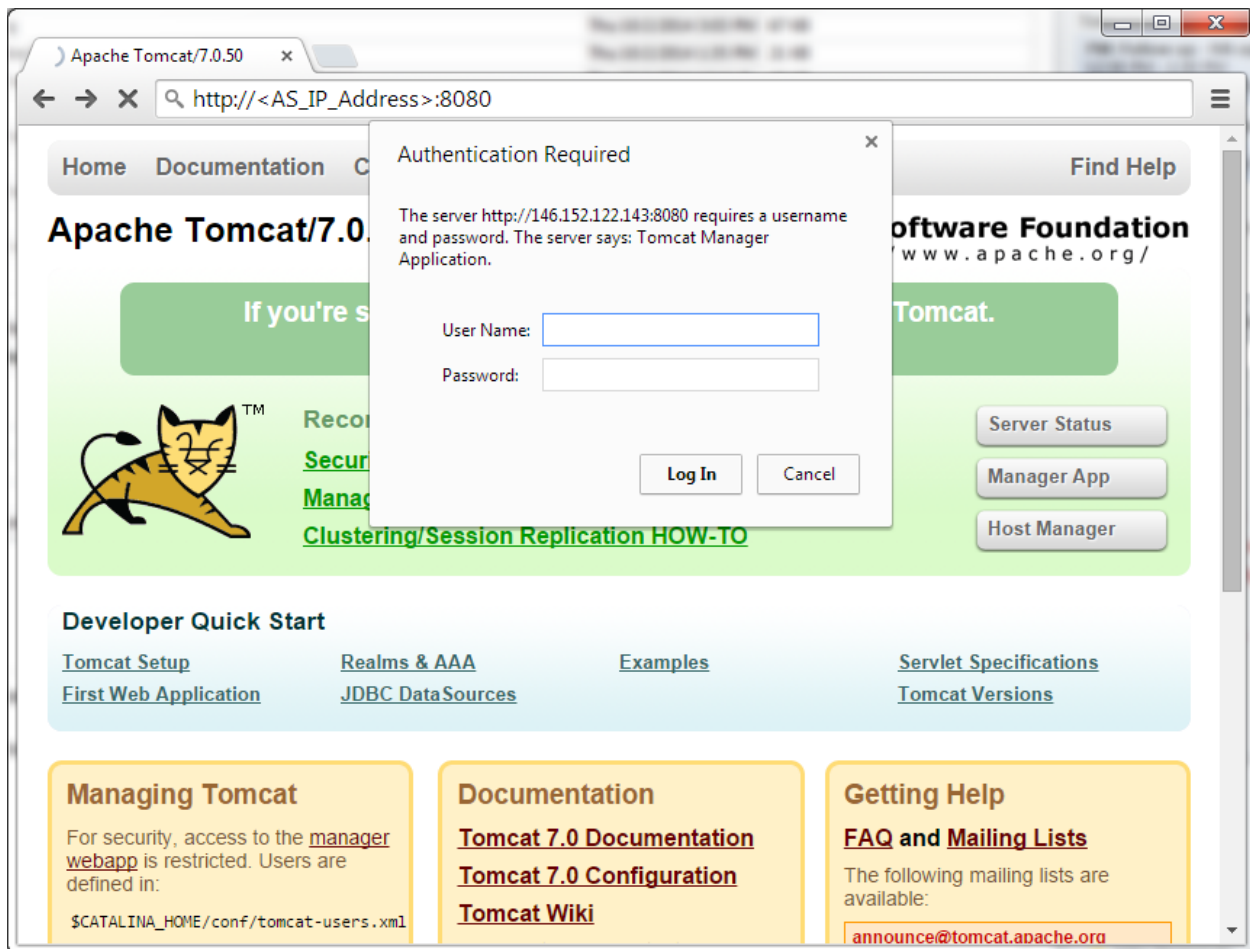 Apache Tomcat/7.0.50
http://<AS_IP_Address>:8080
Home Documentation C Find Help
Authentication Required
The server http://146.152.122.143:8080 requires a username
and password. The server says: Tomcat Manager
Application.
User Name:
Password:
Log In Cancel
Apache Tomcat/7.0. oftware Foundation
www.apache.org/
If you're s Tomcat.
TM
Recor
Secur
Manag
Clustering/Session Replication HOW-TO
Server Status
Manager App
Host Manager
Developer Quick Start
Tomcat Setup Realms & AAA Examples Servlet Specifications
First Web Application JDBC DataSources Tomcat Versions
Managing Tomcat
For security, access to the manager
webapp is restricted. Users are
defined in:
$CATALINA_HOME/conf/tomcat-users.xml
Documentation
Tomcat 7.0 Documentation
Tomcat 7.0 Configuration
Tomcat Wiki
Getting Help
FAQ and Mailing Lists
The following mailing lists are
available:
announce@tomcat.apache.org